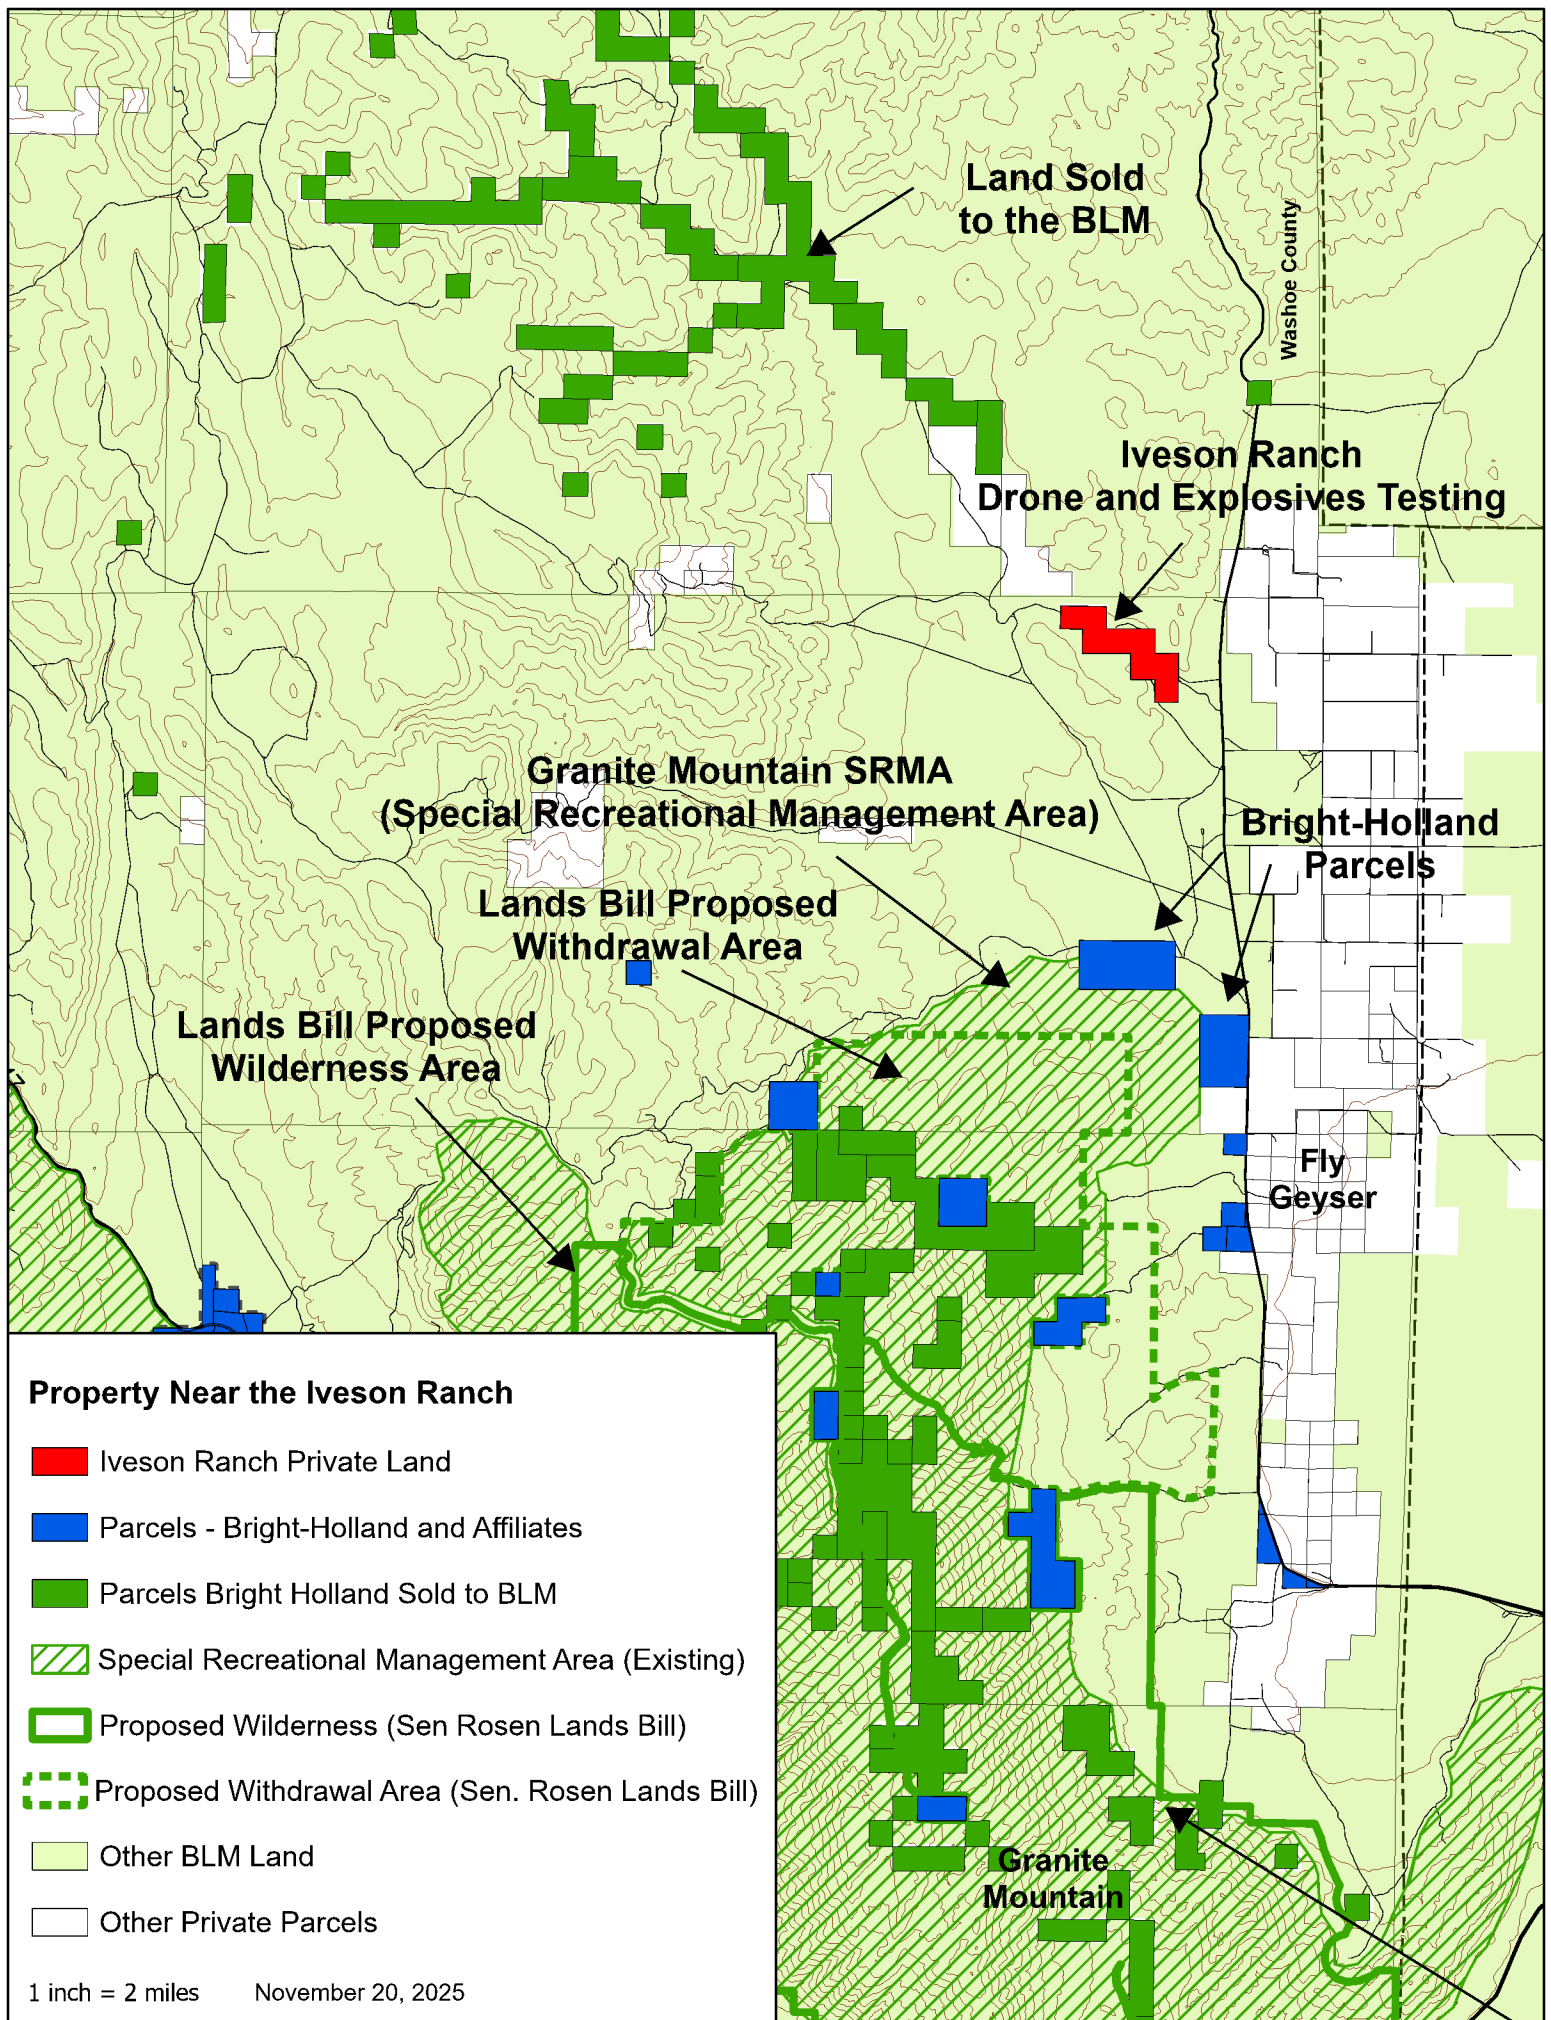 Land Sold
to the BLM
Washoe County
Iveson Ranch
Drone and Explosives Testing
Granite Mountain SRMA
(Special Recreational Management Area)
Bright-Holland
Parcels
Lands Bill Proposed
Withdrawal Area
Lands Bill Proposed
Wilderness Area
Fly
Geyser
Granite
Mountain
Property Near the Iveson Ranch
Iveson Ranch Private Land
Parcels - Bright-Holland and Affiliates
Parcels Bright Holland Sold to BLM
Special Recreational Management Area (Existing)
Proposed Wilderness (Sen Rosen Lands Bill)
Proposed Withdrawal Area (Sen. Rosen Lands Bill)
Other BLM Land
Other Private Parcels
1 inch = 2 miles November 20, 2025